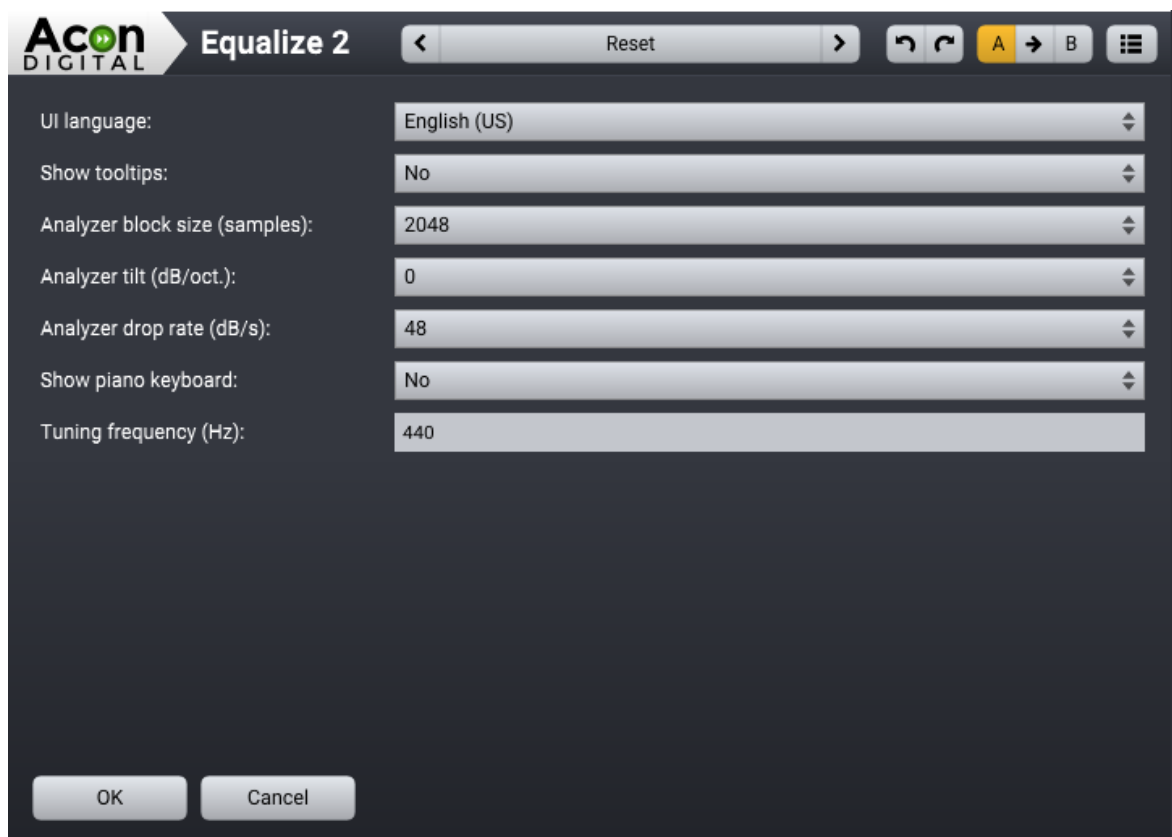 Acon
DIGITAL
Equalize 2
Reset
A
B
UI language: English (US)
Show tooltips: No
Analyzer block size (samples): 2048
Analyzer tilt (dB/oct.): 0
Analyzer drop rate (dB/s): 48
Show piano keyboard: No
Tuning frequency (Hz): 440
OK
Cancel